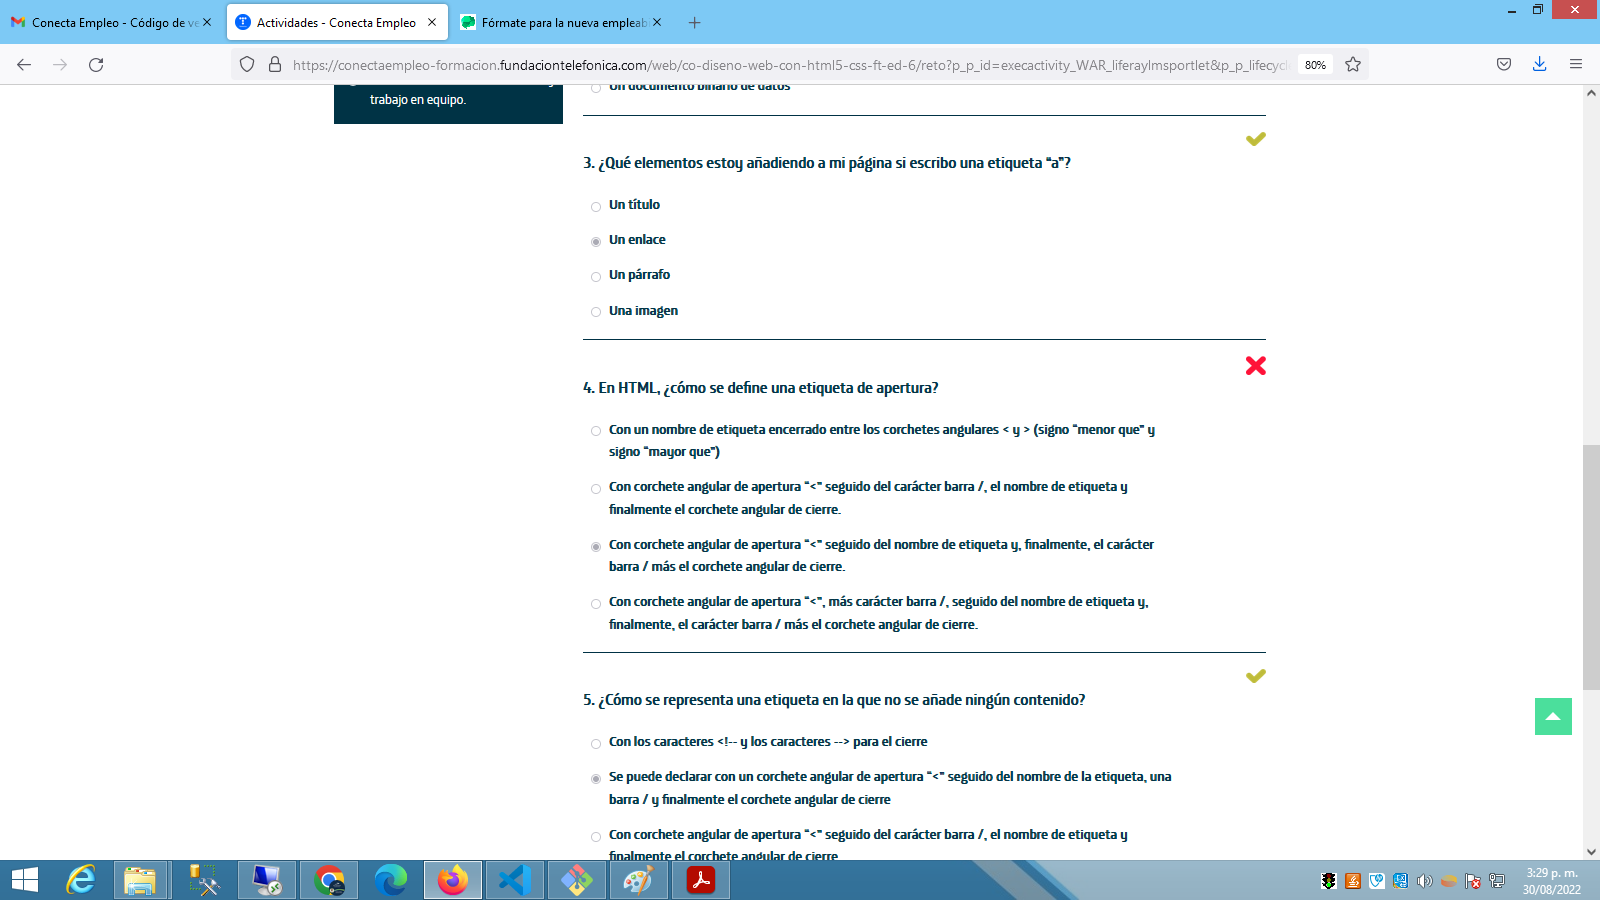 Conecta Empleo - Código de ve
Actividades - Conecta Empleo
Fórmate para la nueva empleab
https://conectaempleo-formacion.fundaciontelefonica.com/web/co-diseno-web-con-html5-css-ft-ed-6/reto?p_p_id=execactivity_WAR_liferaylmsportlet&p_p_lifecycl
80%
trabajo en equipo.
Un documento binario de datos
3. ¿Qué elementos estoy añadiendo a mi página si escribo una etiqueta “a”?
Un título
Un enlace
Un párrafo
Una imagen
4. En HTML, ¿cómo se define una etiqueta de apertura?
Con un nombre de etiqueta encerrado entre los corchetes angulares < y > (signo “menor que” y
signo “mayor que”)
Con corchete angular de apertura “<” seguido del carácter barra /, el nombre de etiqueta y
finalmente el corchete angular de cierre.
Con corchete angular de apertura “<” seguido del nombre de etiqueta y, finalmente, el carácter
barra / más el corchete angular de cierre.
Con corchete angular de apertura “<”, más carácter barra /, seguido del nombre de etiqueta y,
finalmente, el carácter barra / más el corchete angular de cierre.
5. ¿Cómo se representa una etiqueta en la que no se añade ningún contenido?
Con los caracteres <!-- y los caracteres --> para el cierre
Se puede declarar con un corchete angular de apertura “<” seguido del nombre de la etiqueta, una
barra / y finalmente el corchete angular de cierre
Con corchete angular de apertura “<” seguido del carácter barra /, el nombre de etiqueta y
finalmente el corchete angular de cierre
3:29 p. m.
30/08/2022